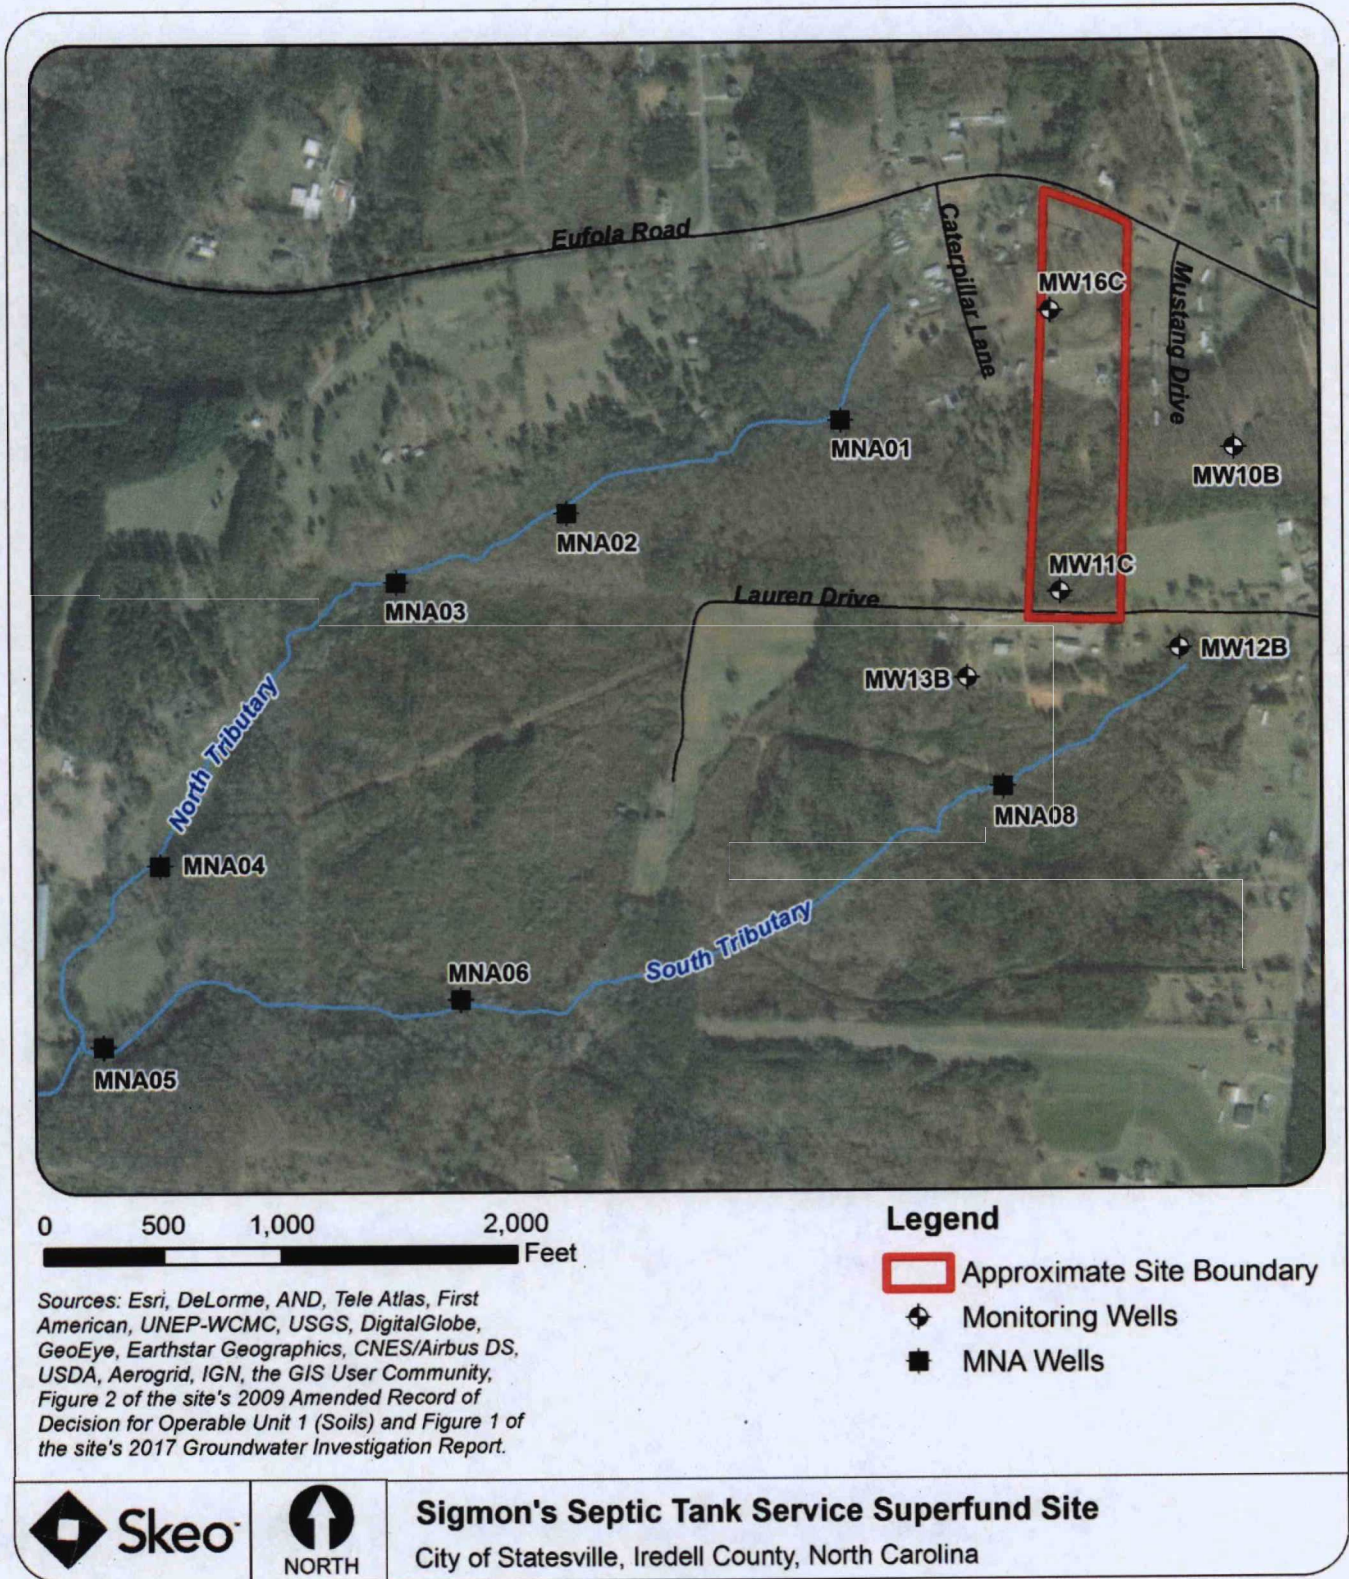 Eufola Road
Caterpillar Lane
MW16C
Mustang Drive
MNA01
MW10B
MNA02
MW11C
MNA03
Lauren Drive
MW12B
MW13B
North Tributary
MNA08
MNA04
South Tributary
MNA06
MNA05
0 500 1,000 2,000
Feet
Sources: Esri, DeLorme, AND, Tele Atlas, First
American, UNEP-WCMC, USGS, DigitalGlobe,
GeoEye, Earthstar Geographics, CNES/Airbus DS,
USDA, Aerogrid, IGN, the GIS User Community,
Figure 2 of the site's 2009 Amended Record of
Decision for Operable Unit 1 (Soils) and Figure 1 of
the site's 2017 Groundwater Investigation Report.
Legend
Approximate Site Boundary
Monitoring Wells
MNA Wells
Skeo
NORTH
Sigmon's Septic Tank Service Superfund Site
City of Statesville, Iredell County, North Carolina